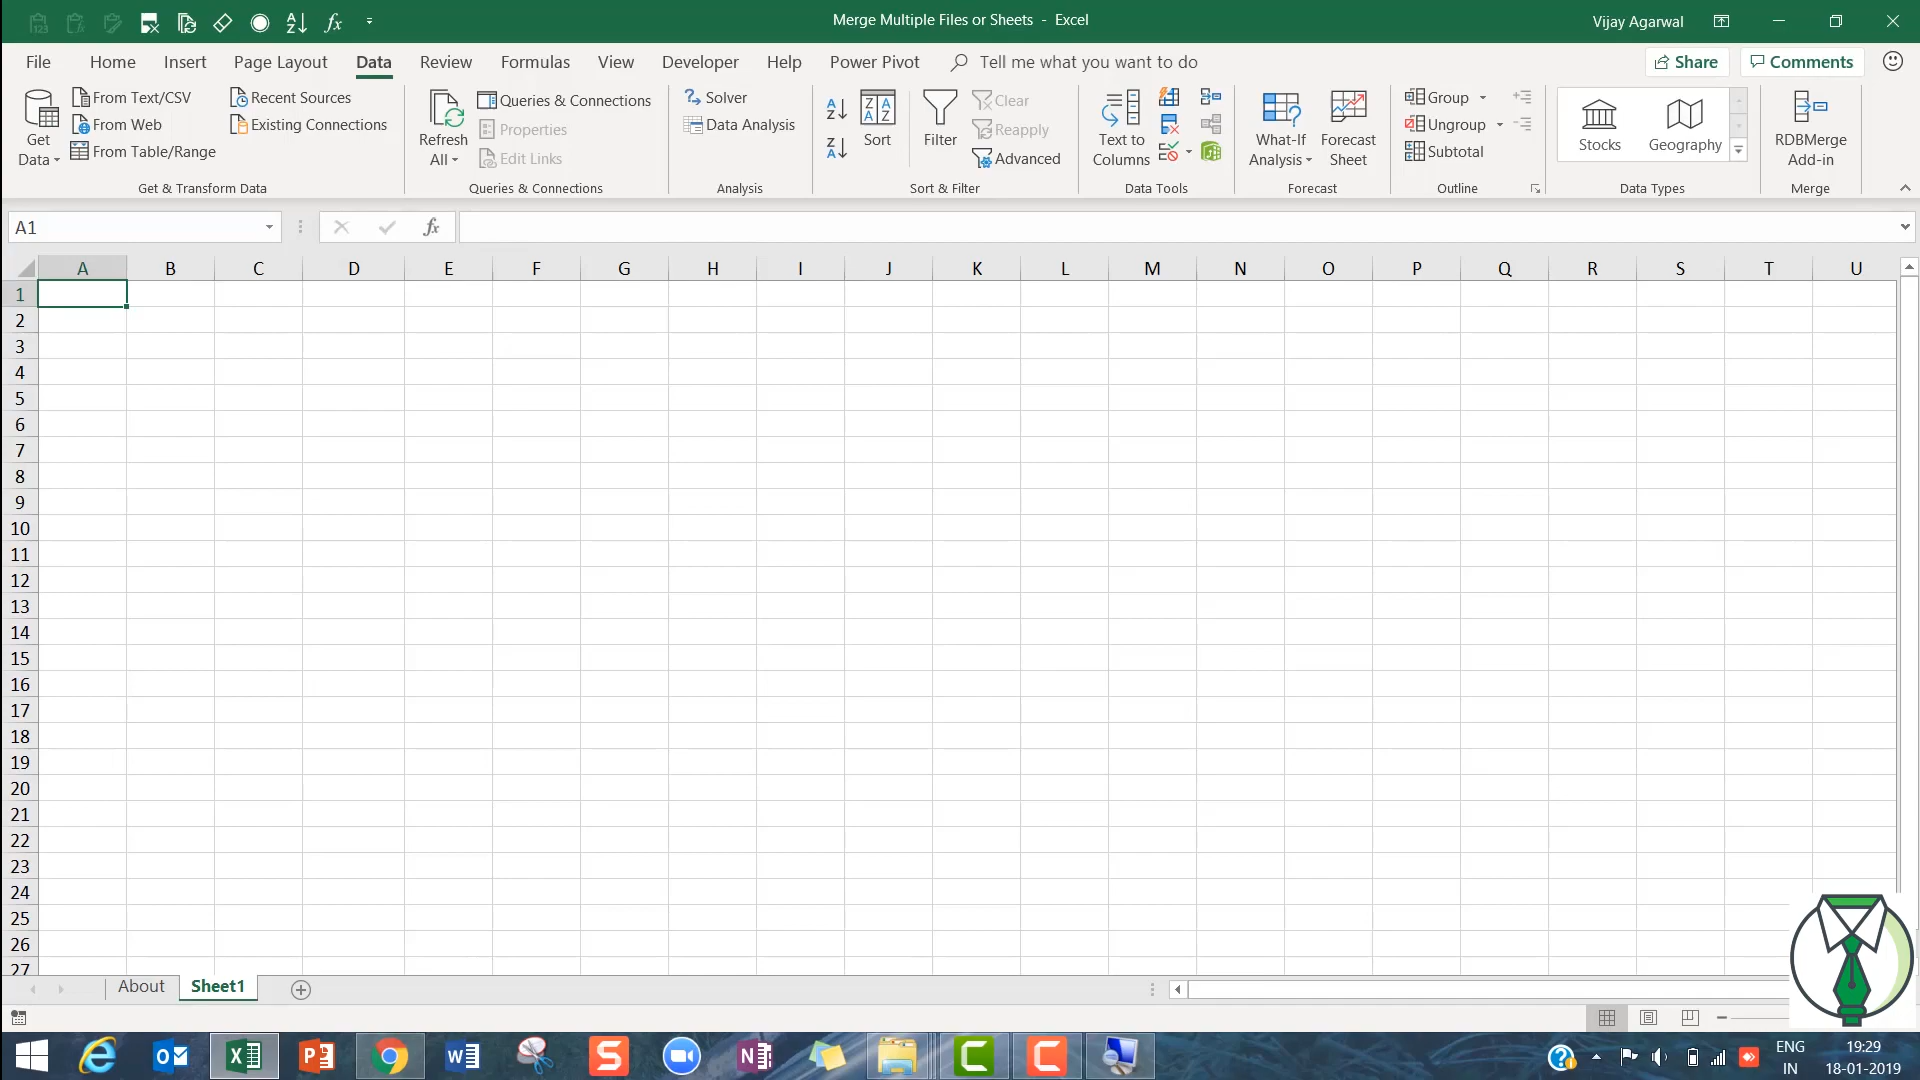 Merge Multiple Files or Sheets - Excel
Vijay Agarwal
File Home Insert Page Layout Data Review Formulas View Developer Help Power Pivot Tell me what you want to do Share Comments
Get Data
From Text/CSV
From Web
From Table/Range
Recent Sources
Existing Connections
Get & Transform Data
Refresh All
Queries & Connections
Properties
Edit Links
Queries & Connections
Solver
Data Analysis
Analysis
Sort
Filter
Clear
Reapply
Advanced
Sort & Filter
Text to Columns
Data Tools
What-If Analysis
Forecast Sheet
Forecast
Group
Ungroup
Subtotal
Outline
Stocks
Geography
Data Types
RDBMerge Add-in
Merge
A1
fx
A B C D E F G H I J K L M N O P Q R S T U
1
2
3
4
5
6
7
8
9
10
11
12
13
14
15
16
17
18
19
20
21
22
23
24
25
26
27
About Sheet1
ENG 19:29
IN 18-01-2019